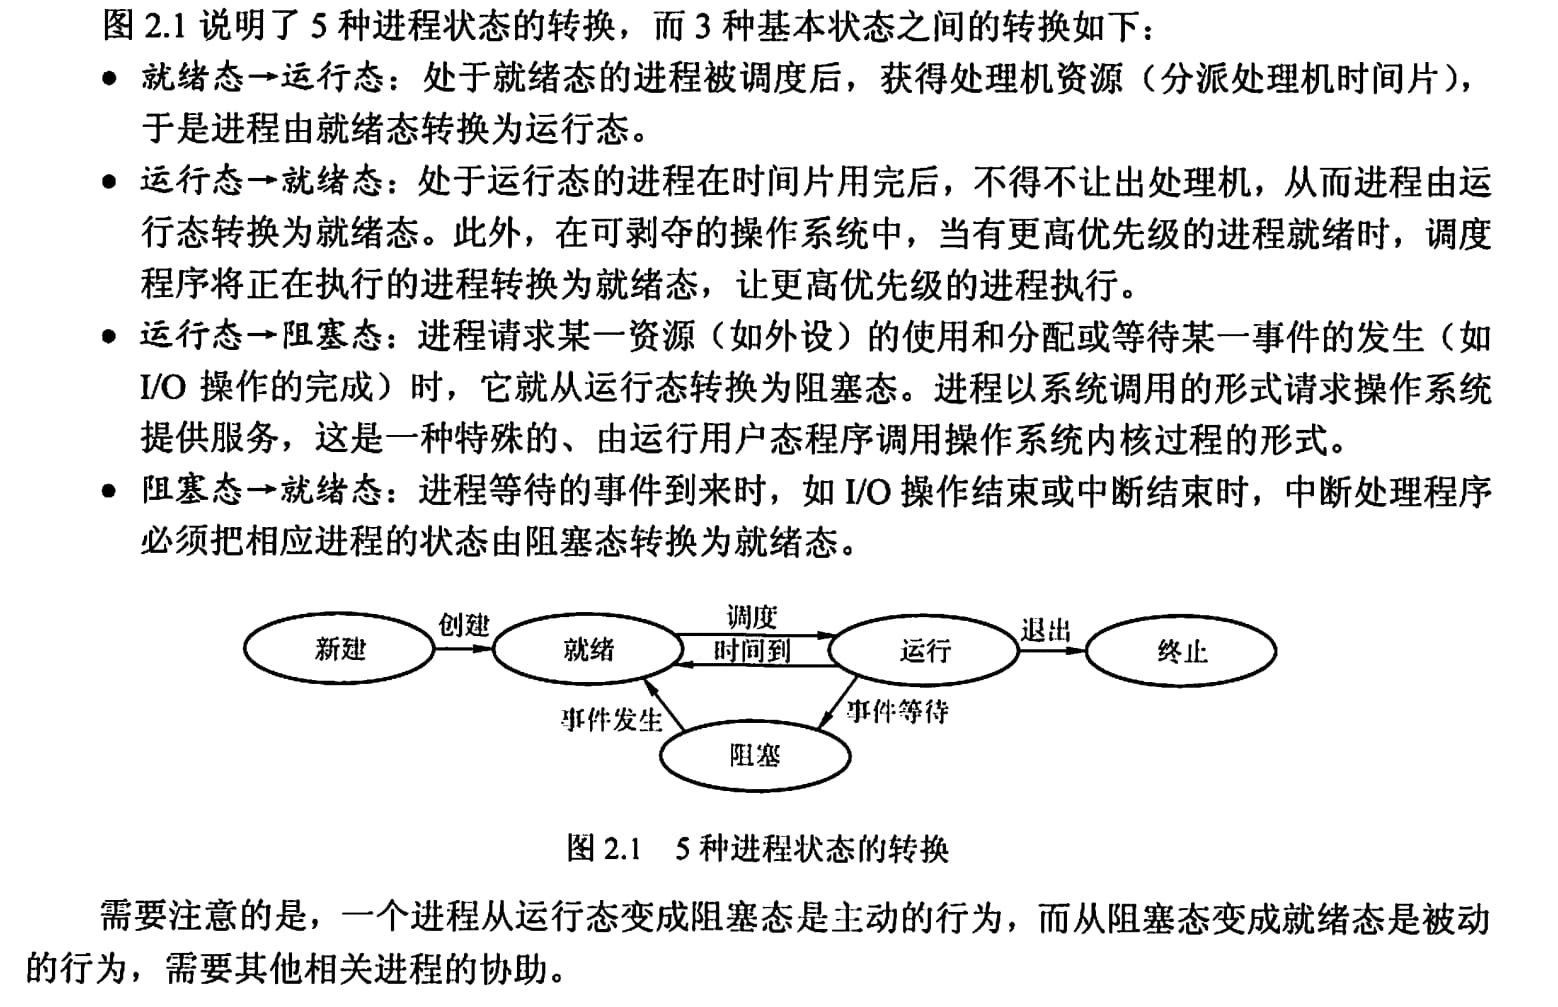 图 2.1 说明了 5 种进程状态的转换，而 3 种基本状态之间的转换如下：
● 就绪态→运行态：处于就绪态的进程被调度后，获得处理机资源（分派处理机时间片），
于是进程由就绪态转换为运行态。
● 运行态→就绪态：处于运行态的进程在时间片用完后，不得不让出处理机，从而进程由运
行态转换为就绪态。此外，在可剥夺的操作系统中，当有更高优先级的进程就绪时，调度
程序将正在执行的进程转换为就绪态，让更高优先级的进程执行。
● 运行态→阻塞态：进程请求某一资源（如外设）的使用和分配或等待某一事件的发生（如
I/O 操作的完成）时，它就从运行态转换为阻塞态。进程以系统调用的形式请求操作系统
提供服务，这是一种特殊的、由运行用户态程序调用操作系统内核过程的形式。
● 阻塞态→就绪态：进程等待的事件到来时，如 I/O 操作结束或中断结束时，中断处理程序
必须把相应进程的状态由阻塞态转换为就绪态。
新建
创建
就绪
调度
时间到
运行
退出
终止
事件发生
事件等待
阻塞
图 2.1 5 种进程状态的转换
需要注意的是，一个进程从运行态变成阻塞态是主动的行为，而从阻塞态变成就绪态是被动
的行为，需要其他相关进程的协助。